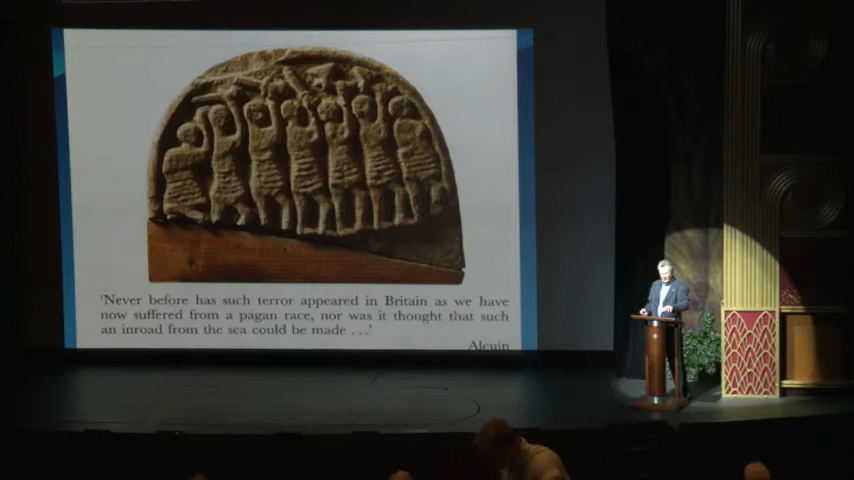 'Never before has such terror appeared in Britain as we have
now suffered from a pagan race, nor was it thought that such
an inroad from the sea could be made ...'
Alcuin